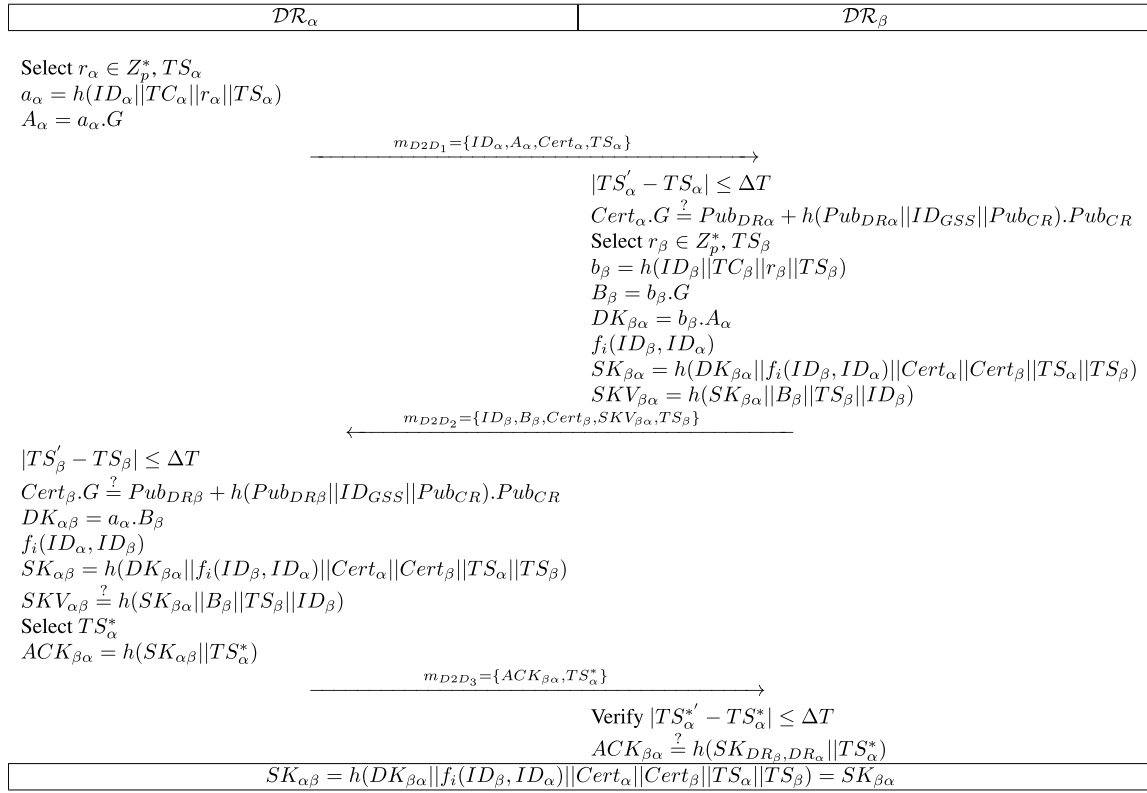 𝒟ℛ_α 𝒟ℛ_β
Select r_α ∈ Z_p^*, TS_α
a_α = h(ID_α||TC_α||r_α||TS_α)
A_α = a_α.G
m_{D2D_1}={ID_α,A_α,Cert_α,TS_α}
|TS_α^' − TS_α| ≤ ΔT
Cert_α.G ≟ Pub_{DRα} + h(Pub_{DRα}||ID_{GSS}||Pub_{CR}).Pub_{CR}
Select r_β ∈ Z_p^*, TS_β
b_β = h(ID_β||TC_β||r_β||TS_β)
B_β = b_β.G
DK_{βα} = b_β.A_α
f_i(ID_β, ID_α)
SK_{βα} = h(DK_{βα}||f_i(ID_β, ID_α)||Cert_α||Cert_β||TS_α||TS_β)
SKV_{βα} = h(SK_{βα}||B_β||TS_β||ID_β)
m_{D2D_2}={ID_β,B_β,Cert_β,SKV_{βα},TS_β}
|TS_β^' − TS_β| ≤ ΔT
Cert_β.G ≟ Pub_{DRβ} + h(Pub_{DRβ}||ID_{GSS}||Pub_{CR}).Pub_{CR}
DK_{αβ} = a_α.B_β
f_i(ID_α, ID_β)
SK_{αβ} = h(DK_{βα}||f_i(ID_β, ID_α)||Cert_α||Cert_β||TS_α||TS_β)
SKV_{αβ} ≟ h(SK_{βα}||B_β||TS_β||ID_β)
Select TS_α^*
ACK_{βα} = h(SK_{αβ}||TS_α^*)
m_{D2D_3}={ACK_{βα},TS_α^*}
Verify |TS_α^{*'} − TS_α^*| ≤ ΔT
ACK_{βα} ≟ h(SK_{DR_β,DR_α}||TS_α^*)
SK_{αβ} = h(DK_{βα}||f_i(ID_β, ID_α)||Cert_α||Cert_β||TS_α||TS_β) = SK_{βα}